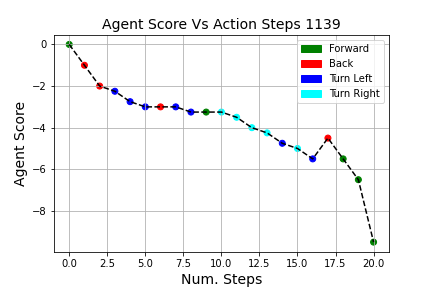 Agent Score Vs Action Steps 1139
Forward
Back
Turn Left
Turn Right
0
−2
−4
−6
−8
Agent Score
0.0 2.5 5.0 7.5 10.0 12.5 15.0 17.5 20.0
Num. Steps